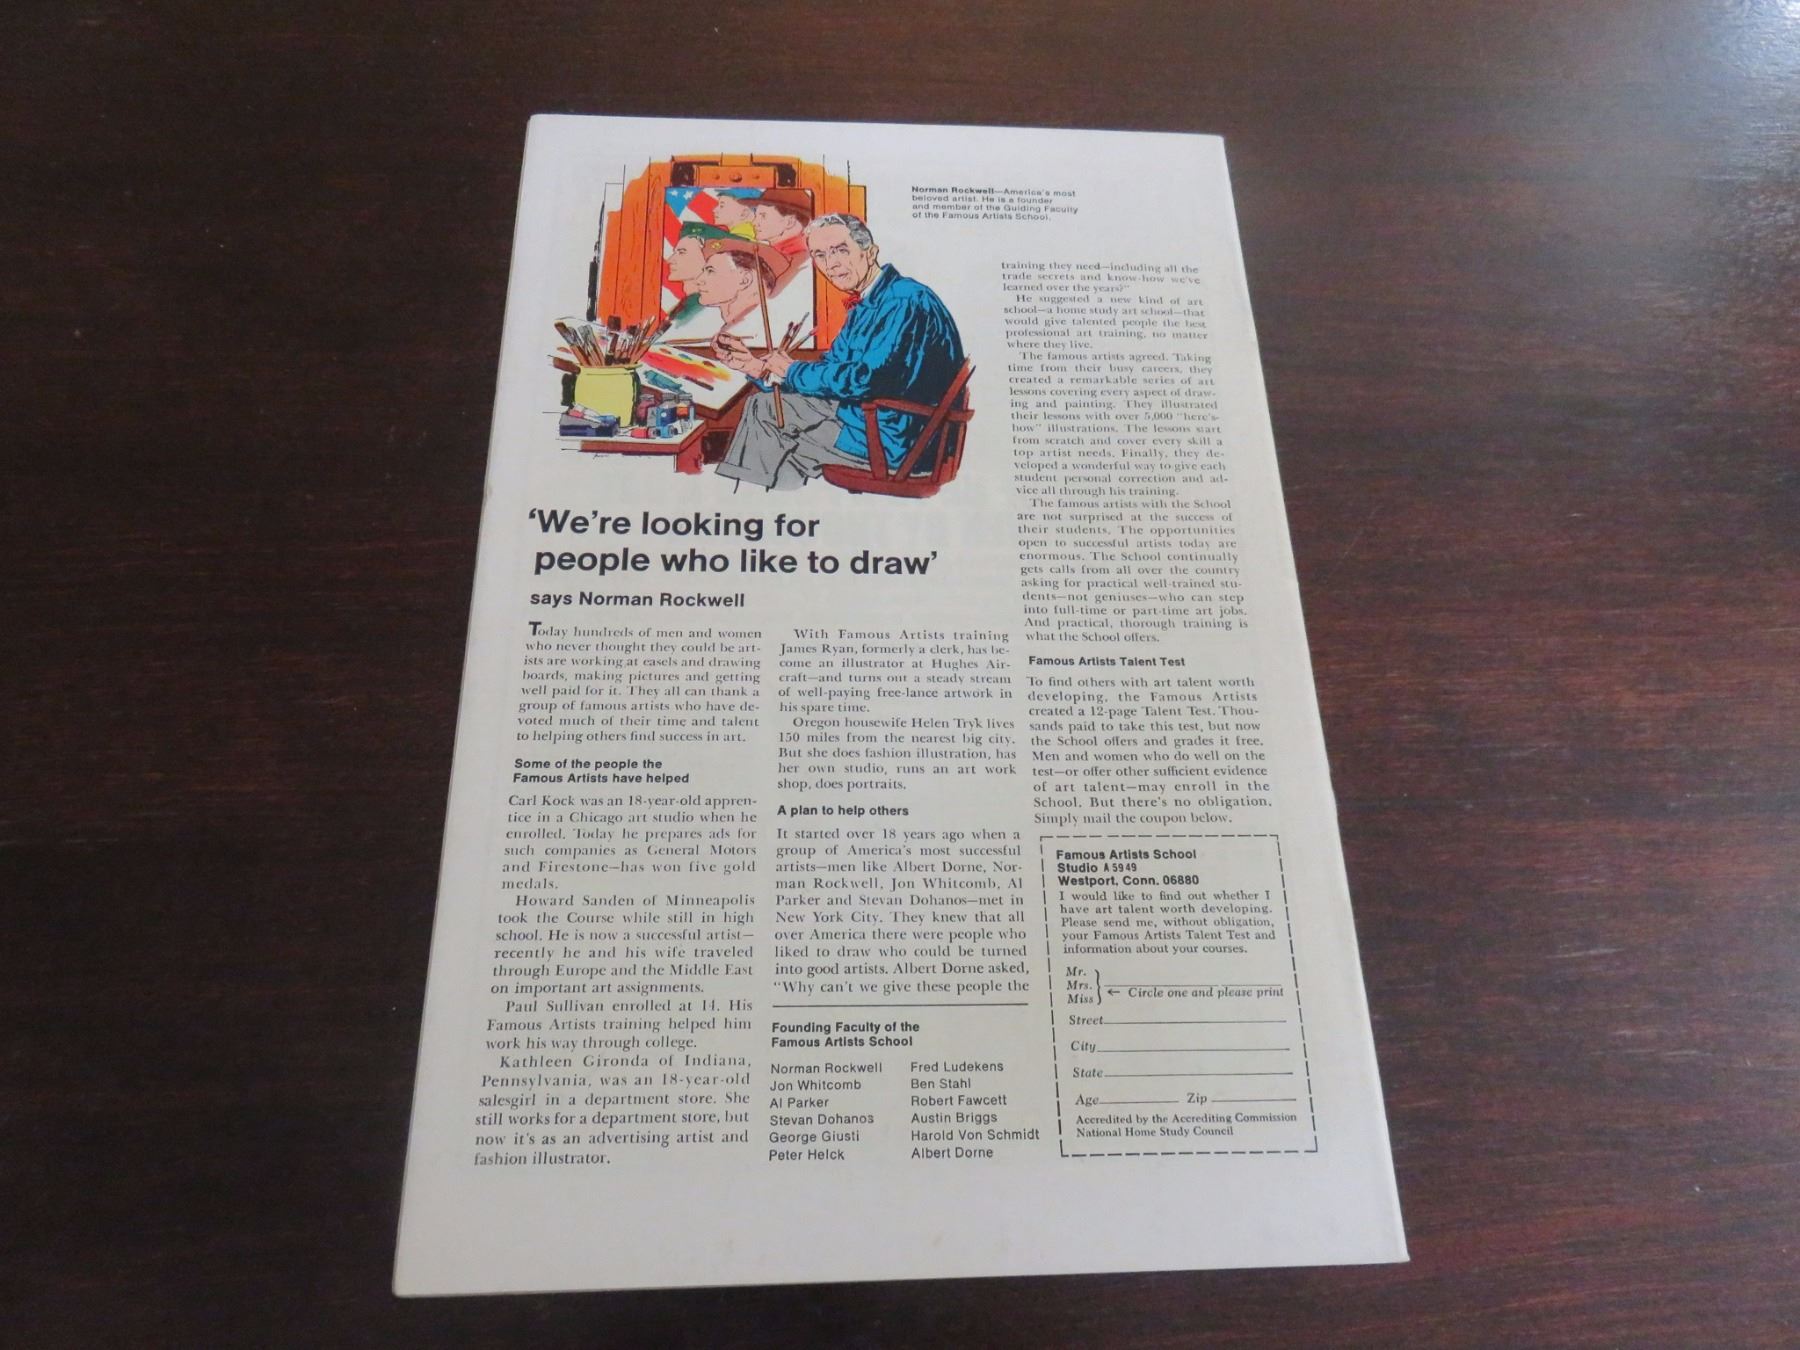 Norman Rockwell—America's most
beloved artist. He is a founder
and member of the Guiding Faculty
of the Famous Artists School.
'We're looking for
people who like to draw'
says Norman Rockwell
Today hundreds of men and women
who never thought they could be art-
ists are working at easels and drawing
boards, making pictures and getting
well paid for it. They all can thank a
group of famous artists who have de-
voted much of their time and talent
to helping others find success in art.
Some of the people the
Famous Artists have helped
Carl Kock was an 18-year-old appren-
tice in a Chicago art studio when he
enrolled. Today he prepares ads for
such companies as General Motors
and Firestone—has won five gold
medals.
Howard Sanden of Minneapolis
took the Course while still in high
school. He is now a successful artist—
recently he and his wife traveled
through Europe and the Middle East
on important art assignments.
Paul Sullivan enrolled at 14. His
Famous Artists training helped him
work his way through college.
Kathleen Gironda of Indiana,
Pennsylvania, was an 18-year-old
salesgirl in a department store. She
still works for a department store, but
now it's as an advertising artist and
fashion illustrator.
With Famous Artists training
James Ryan, formerly a clerk, has be-
come an illustrator at Hughes Air-
craft—and turns out a steady stream
of well-paying free-lance artwork in
his spare time.
Oregon housewife Helen Tryk lives
150 miles from the nearest big city.
But she does fashion illustration, has
her own studio, runs an art work
shop, does portraits.
A plan to help others
It started over 18 years ago when a
group of America's most successful
artists—men like Albert Dorne, Nor-
man Rockwell, Jon Whitcomb, Al
Parker and Stevan Dohanos—met in
New York City. They knew that all
over America there were people who
liked to draw who could be turned
into good artists. Albert Dorne asked,
"Why can't we give these people the
training they need—including all the
trade secrets and know-how we've
learned over the years?"
He suggested a new kind of art
school—a home study art school—that
would give talented people the best
professional art training, no matter
where they live.
The famous artists agreed. Taking
time from their busy careers, they
created a remarkable series of art
lessons covering every aspect of draw-
ing and painting. They illustrated
their lessons with over 5,000 "here's-
how" illustrations. The lessons start
from scratch and cover every skill a
top artist needs. Finally, they de-
veloped a wonderful way to give each
student personal correction and ad-
vice all through his training.
The famous artists with the School
are not surprised at the success of
their students. The opportunities
open to successful artists today are
enormous. The School continually
gets calls from all over the country
asking for practical well-trained stu-
dents—not geniuses—who can step
into full-time or part-time art jobs.
And practical, thorough training is
what the School offers.
Famous Artists Talent Test
To find others with art talent worth
developing, the Famous Artists
created a 12-page Talent Test. Thou-
sands paid to take this test, but now
the School offers and grades it free.
Men and women who do well on the
test—or offer other sufficient evidence
of art talent—may enroll in the
School. But there's no obligation.
Simply mail the coupon below.
Founding Faculty of the
Famous Artists School
Norman Rockwell
Jon Whitcomb
Al Parker
Stevan Dohanos
George Giusti
Peter Helck
Fred Ludekens
Ben Stahl
Robert Fawcett
Austin Briggs
Harold Von Schmidt
Albert Dorne
Famous Artists School
Studio A5949
Westport, Conn. 06880
I would like to find out whether I
have art talent worth developing.
Please send me, without obligation,
your Famous Artists Talent Test and
information about your courses.
Mr.
Mrs.
Miss
← Circle one and please print
Street
City
State
Age Zip
Accredited by the Accrediting Commission
National Home Study Council